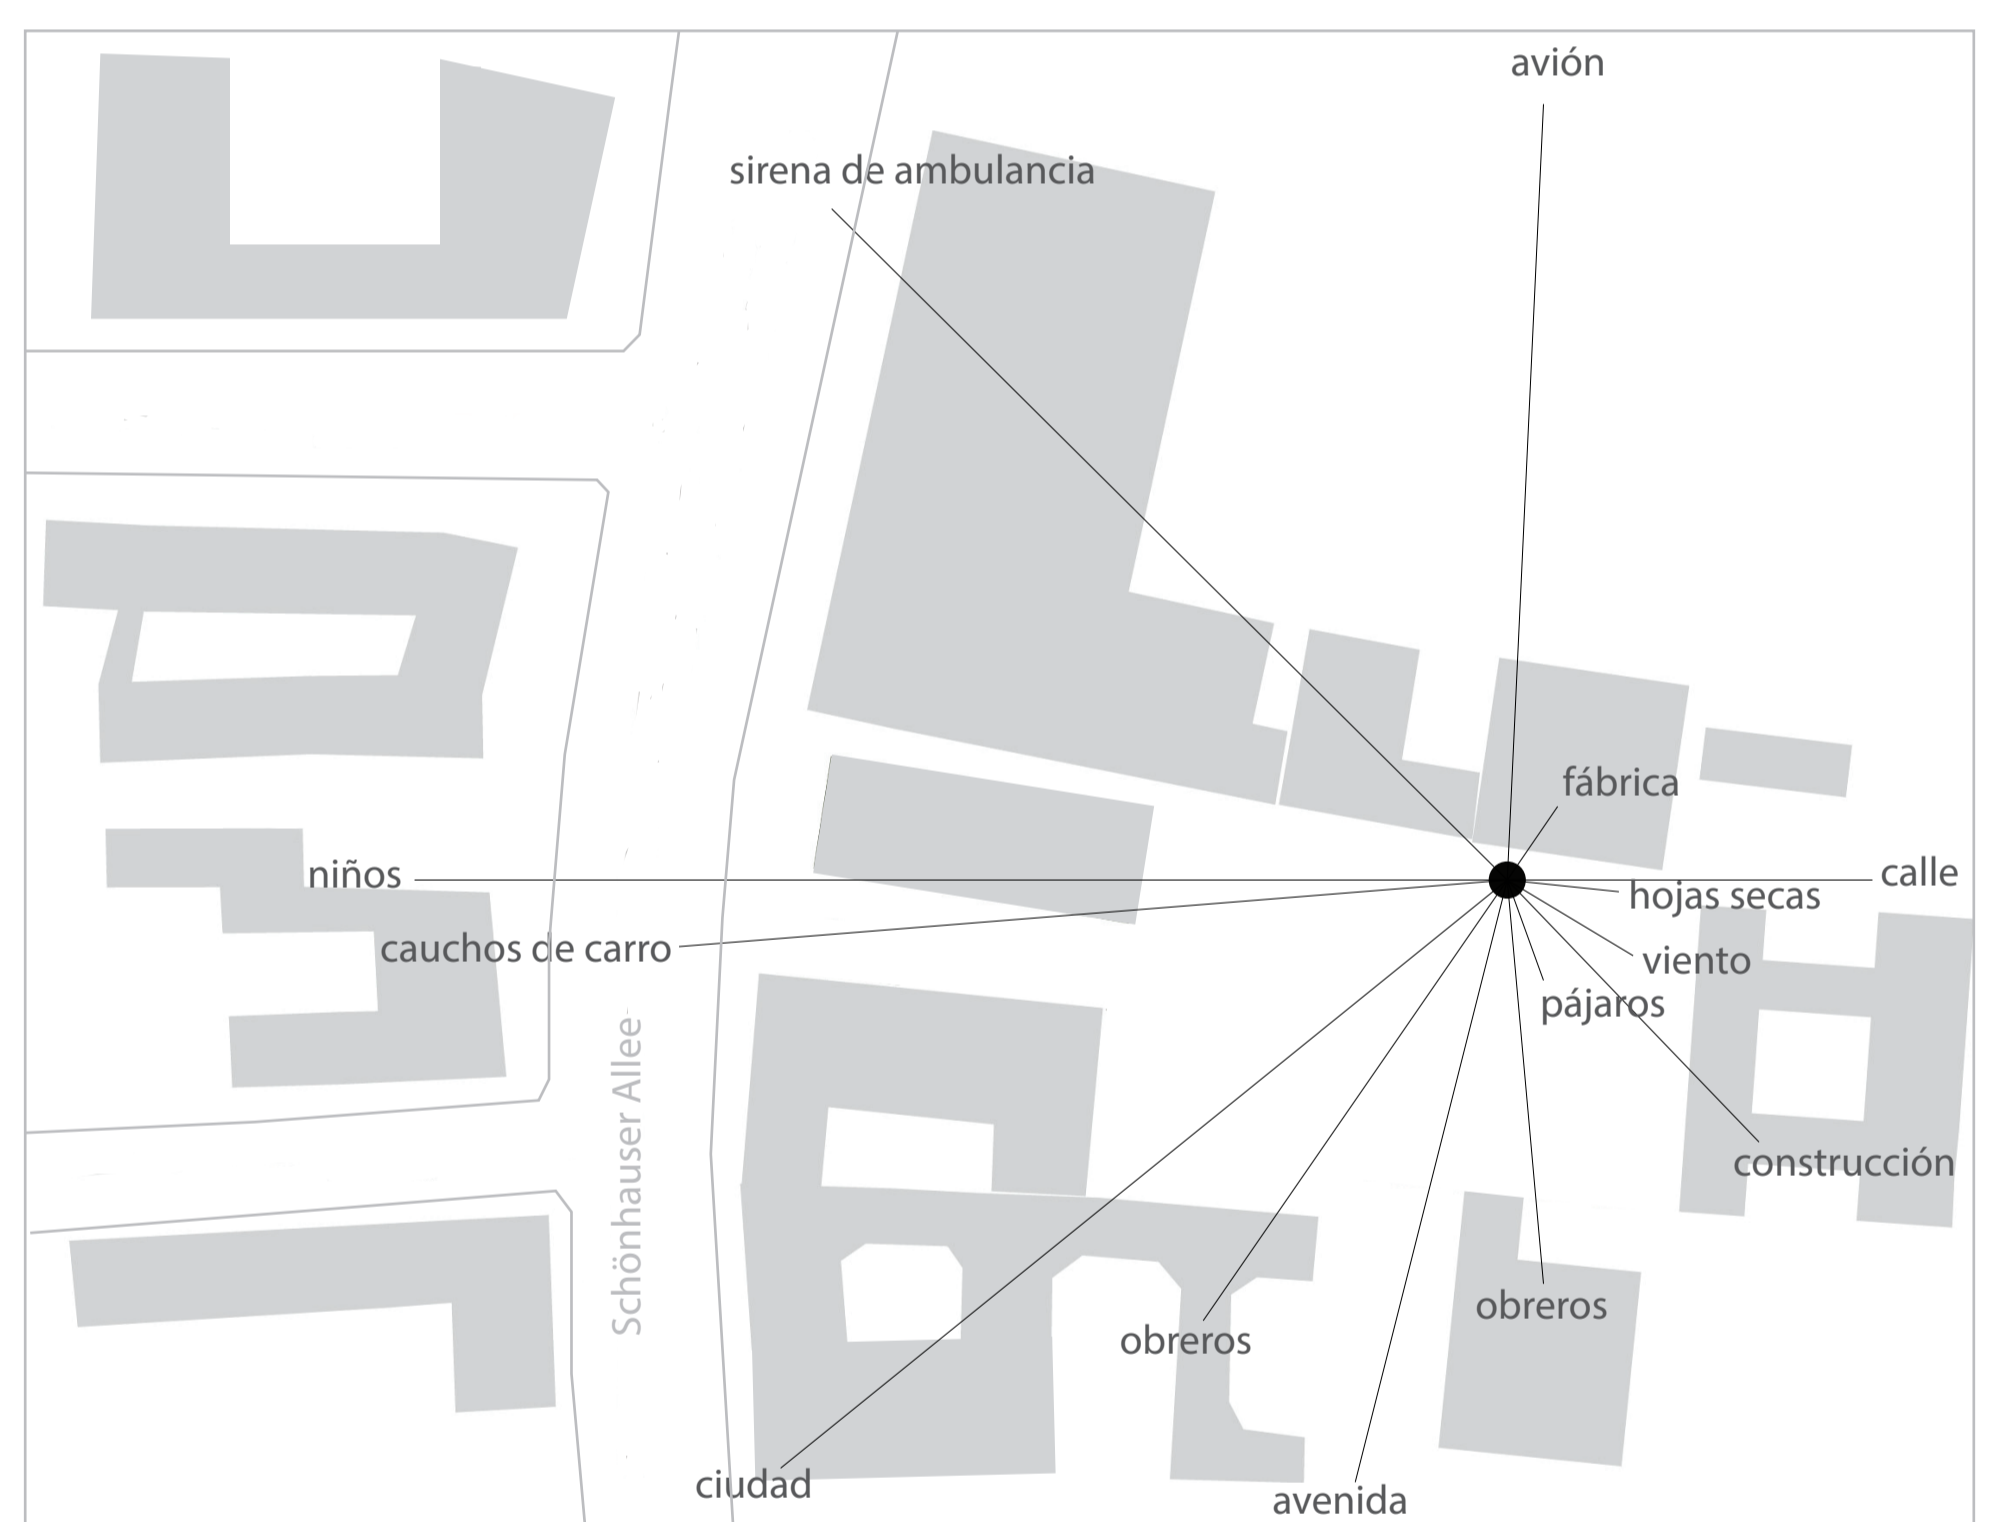 avión
sirena de ambulancia
fábrica
niños
calle
hojas secas
cauchos de carro
viento
pájaros
Schönhauser Allee
construcción
obreros
obreros
ciudad
avenida